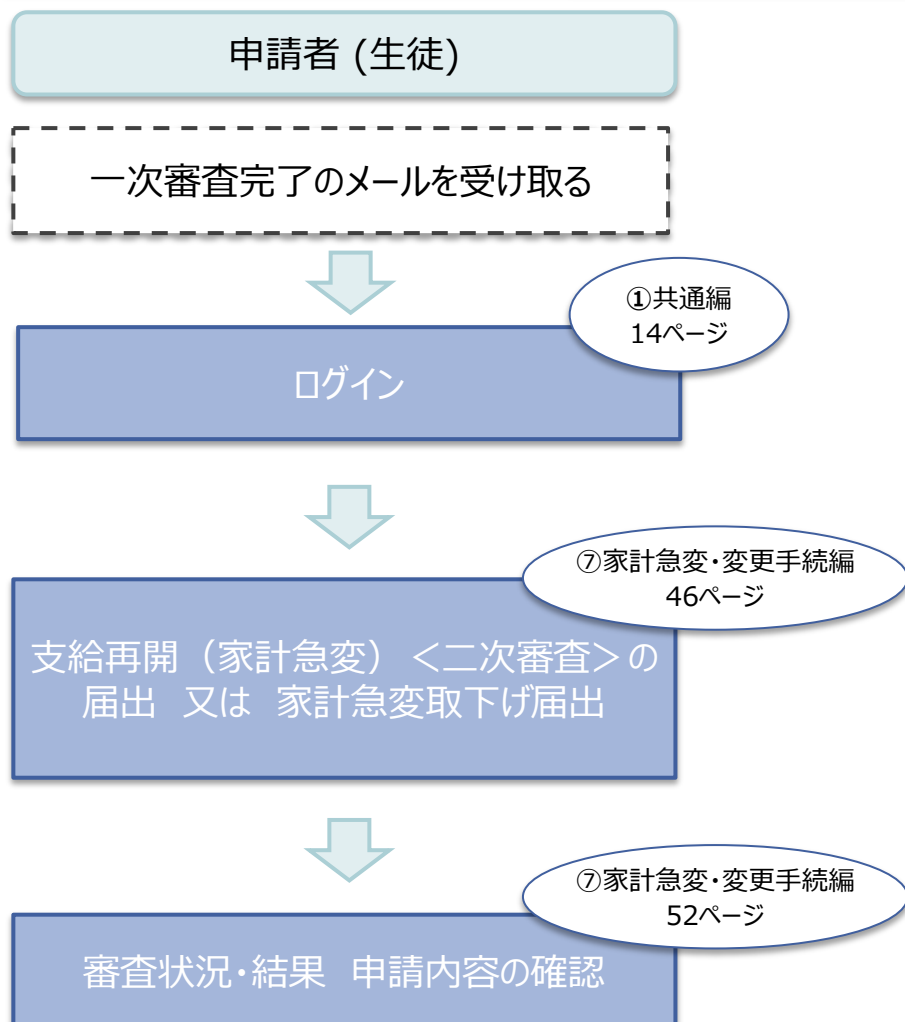 申請者 (生徒)
一次審査完了のメールを受け取る
①共通編
14ページ
ログイン
⑦家計急変・変更手続編
46ページ
支給再開（家計急変）＜二次審査＞の
届出 又は 家計急変取下げ届出
⑦家計急変・変更手続編
52ページ
審査状況・結果 申請内容の確認